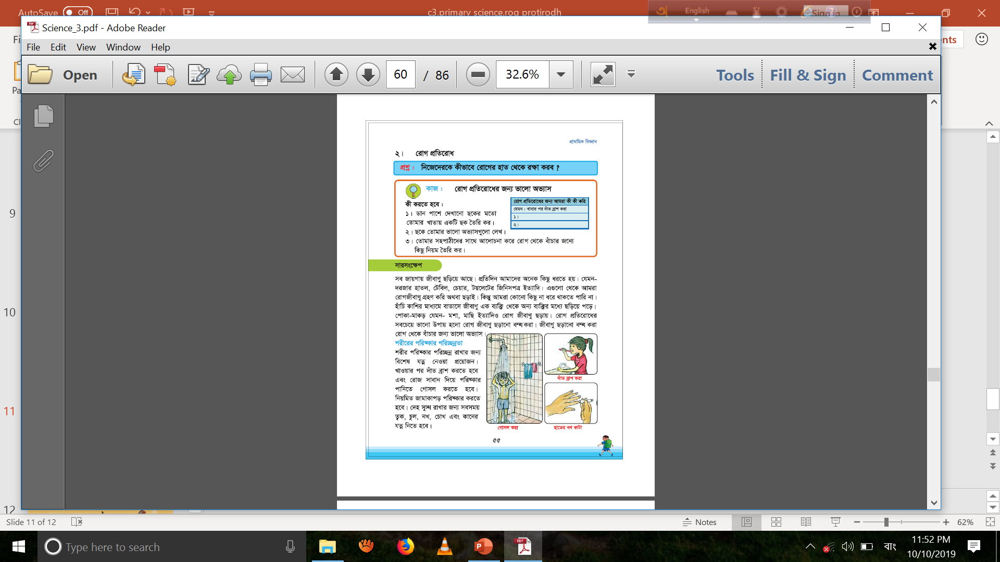 AutoSave Off
c3.primary science.rog protirodh
English
Sign in
Science_3.pdf - Adobe Reader
File Edit View Window Help
Open 60 / 86 32.6% Tools Fill & Sign Comment
প্রাথমিক বিজ্ঞান
২। রোগ প্রতিরোধ
প্রশ্ন : নিজেদেরকে কীভাবে রোগের হাত থেকে রক্ষা করব ?
কাজ : রোগ প্রতিরোধের জন্য ভালো অভ্যাস
কী করতে হবে :
১। ডান পাশে দেখানো ছকের মতো
তোমার খাতায় একটি ছক তৈরি কর।
২। ছকে তোমার ভালো অভ্যাসগুলো লেখ।
৩। তোমার সহপাঠীদের সাথে আলোচনা করে রোগ থেকে বাঁচার জন্যে
কিছু নিয়ম তৈরি কর।
রোগ প্রতিরোধের জন্য আমরা কী কী করি
যেমন : খাবার পর দাঁত ব্রাশ করা
১।
২।
সারসংক্ষেপ
সব জায়গায় জীবাণু ছড়িয়ে আছে। প্রতিদিন আমাদের অনেক কিছু ধরতে হয়। যেমন–
দরজার হাতল, টেবিল, চেয়ার, টয়লেটের জিনিসপত্র ইত্যাদি। এগুলো থেকে আমরা
রোগজীবাণু গ্রহণ করি অথবা ছড়াই। কিন্তু আমরা কোনো কিছু না ধরে থাকতে পারি না।
হাঁচি কাশির মাধ্যমে বাতাসে জীবাণু এক ব্যক্তি থেকে অন্য ব্যক্তির মধ্যে ছড়িয়ে পড়ে।
পোকা-মাকড় যেমন– মশা, মাছি ইত্যাদিও রোগ জীবাণু ছড়ায়। রোগ প্রতিরোধের
সবচেয়ে ভালো উপায় হলো রোগ জীবাণু ছড়ানো বন্ধ করা। জীবাণু ছড়ানো বন্ধ করা
রোগ থেকে বাঁচার জন্য ভালো অভ্যাস।
শরীরের পরিষ্কার পরিচ্ছন্নতা
শরীর পরিষ্কার পরিচ্ছন্ন রাখার জন্য
বিশেষ যত্ন নেওয়া প্রয়োজন।
খাওয়ার পর দাঁত ব্রাশ করতে হবে
এবং রোজ সাবান দিয়ে পরিষ্কার
পানিতে গোসল করতে হবে।
নিয়মিত জামাকাপড় পরিষ্কার করতে
হবে। দেহ সুস্থ রাখার জন্য সবসময়
ত্বক, চুল, নখ, চোখ এবং কানের
যত্ন নিতে হবে।
দাঁত ব্রাশ করা
গোসল করা
হাতের নখ কাটা
৫৫
9
10
11
12
Slide 11 of 12 Notes 62%
Type here to search
বাং
11:52 PM
10/10/2019